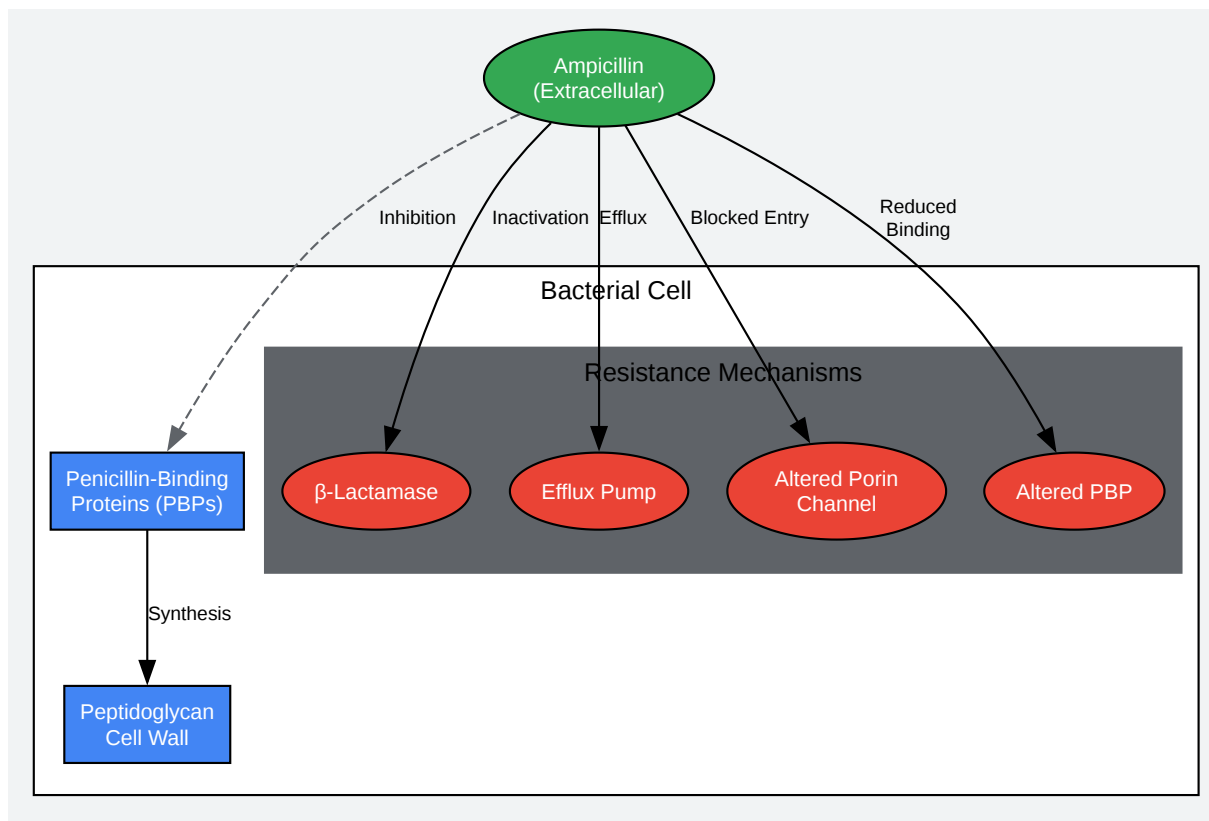 Ampicillin
(Extracellular)
Inhibition
Inactivation
Efflux
Blocked Entry
Reduced
Binding
Bacterial Cell
Resistance Mechanisms
Penicillin-Binding
Proteins (PBPs)
β-Lactamase
Efflux Pump
Altered Porin
Channel
Altered PBP
Synthesis
Peptidoglycan
Cell Wall